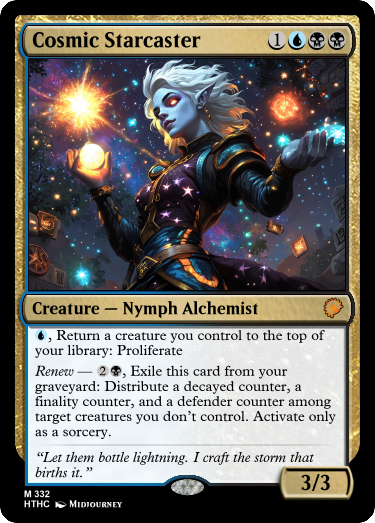 Cosmic Starcaster 1
Creature — Nymph Alchemist
, Return a creature you control to the top of
your library: Proliferate
Renew — 2 , Exile this card from your
graveyard: Distribute a decayed counter, a
finality counter, and a defender counter among
target creatures you don’t control. Activate only
as a sorcery.
“Let them bottle lightning. I craft the storm that
births it.”
3/3
M 332
HTHC Midjourney